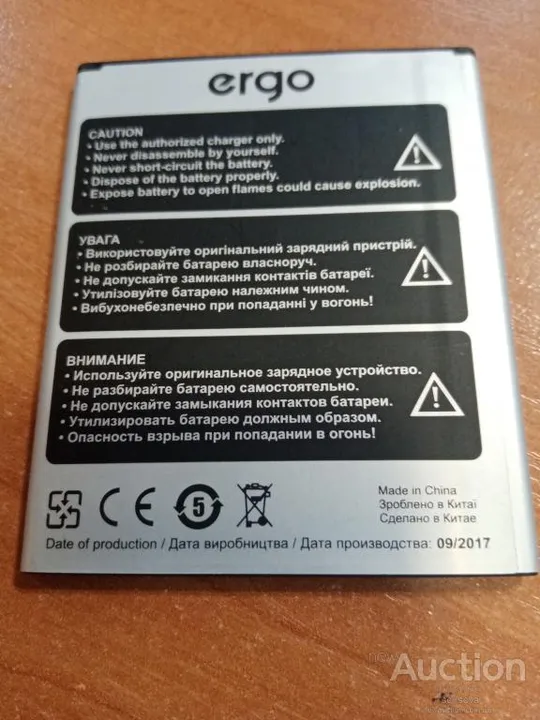 ergo
CAUTION
• Use the authorized charger only.
• Never disassemble by yourself.
• Never short-circuit the battery.
• Dispose of the battery properly.
• Expose battery to open flames could cause explosion.
УВАГА
• Використовуйте оригінальний зарядний пристрій.
• Не розбирайте батарею власноруч.
• Не допускайте замикання контактів батареї.
• Утилізовуйте батарею належним чином.
• Вибухонебезпечно при попаданні у вогонь!
ВНИМАНИЕ
• Используйте оригинальное зарядное устройство.
• Не разбирайте батарею самостоятельно.
• Не допускайте замыкания контактов батареи.
• Утилизировать батарею должным образом.
• Опасность взрыва при попадании в огонь!
CE
5
Made in China
Зроблено в Китаї
Сделано в Китае
Date of production / Дата виробництва / Дата производства: 09/2017
Auction